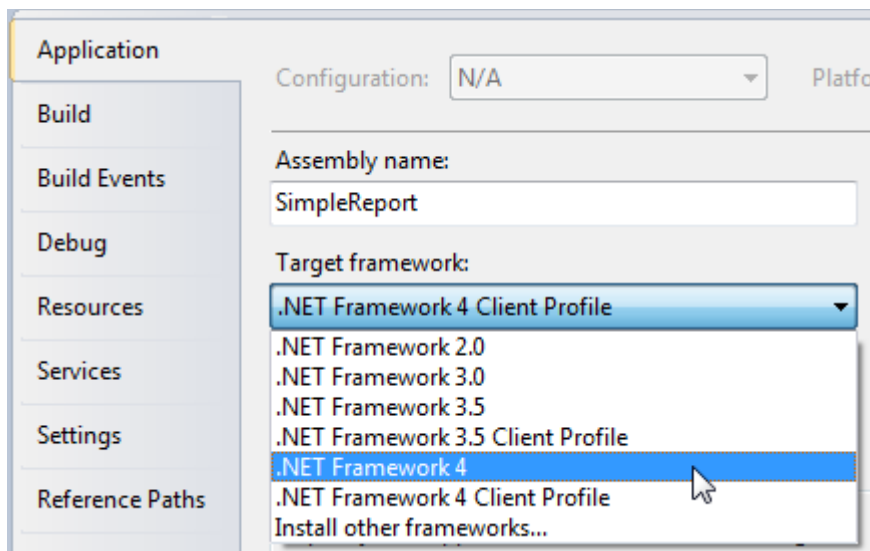 Application
Build
Build Events
Debug
Resources
Services
Settings
Reference Paths
Configuration:
N/A
Assembly name:
SimpleReport
Target framework:
.NET Framework 4 Client Profile
.NET Framework 2.0
.NET Framework 3.0
.NET Framework 3.5
.NET Framework 3.5 Client Profile
.NET Framework 4
.NET Framework 4 Client Profile
Install other frameworks...